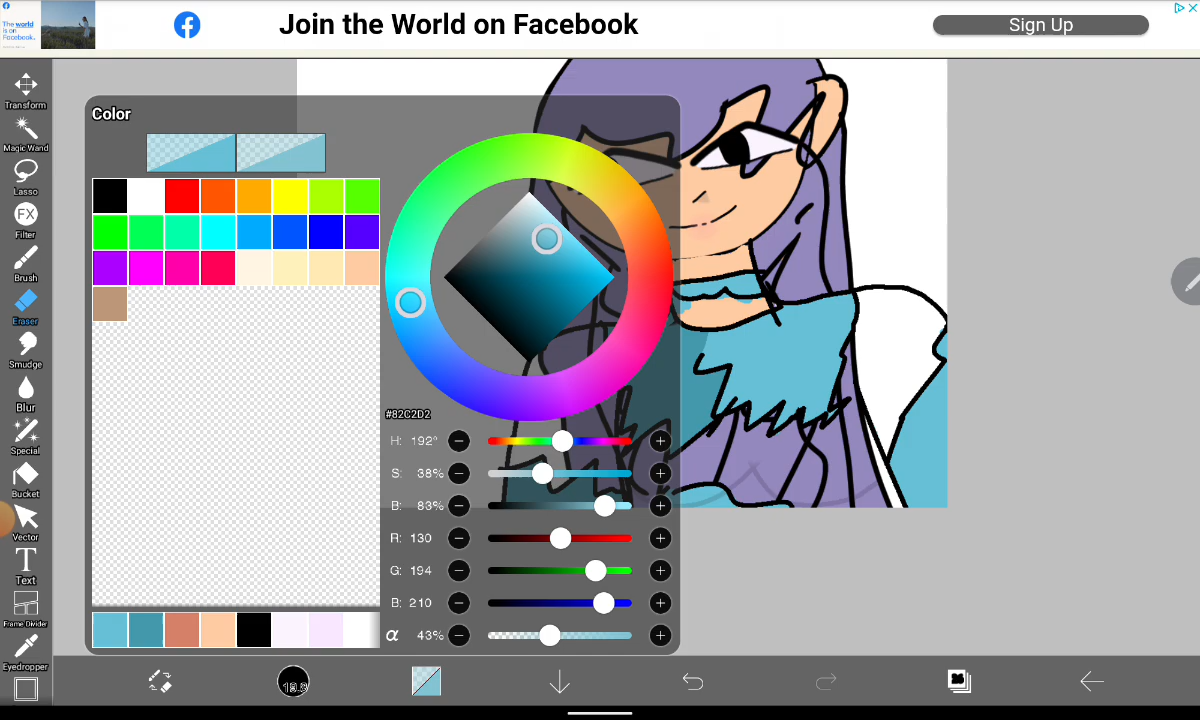 The world
is on
Facebook.
Join the World on Facebook
Sign Up
Transform
Magic Wand
Lasso
FX
Filter
Brush
Eraser
Smudge
Blur
Special
Bucket
Vector
T
Text
Frame Divider
Eyedropper
Color
#82C2D2
H: 192°
S: 38%
B: 83%
R: 130
G: 194
B: 210
α 43%